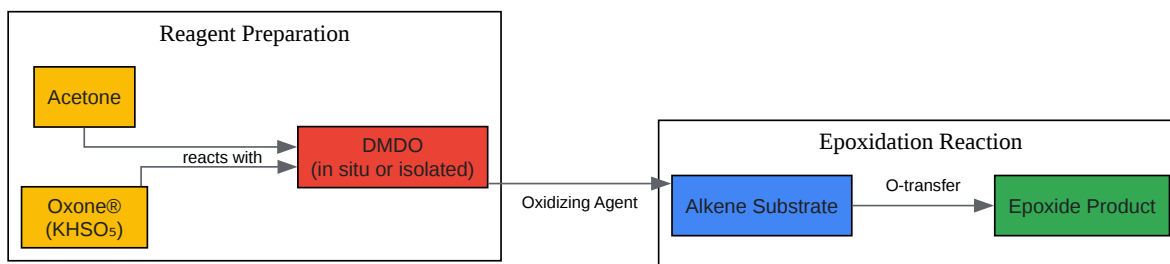 Reagent Preparation
Acetone
reacts with
Oxone®
(KHSO₅)
DMDO
(in situ or isolated)
Oxidizing Agent
Epoxidation Reaction
Alkene Substrate
O-transfer
Epoxide Product